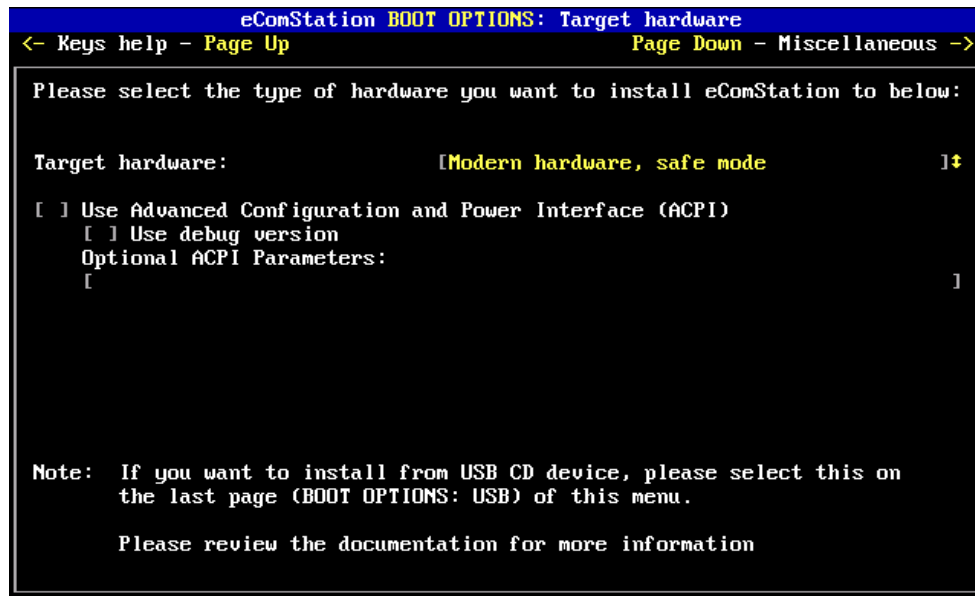 eComStation BOOT OPTIONS: Target hardware
<- Keys help - Page Up Page Down - Miscellaneous ->
Please select the type of hardware you want to install eComStation to below:
Target hardware: [Modern hardware, safe mode ]↕
[ ] Use Advanced Configuration and Power Interface (ACPI)
[ ] Use debug version
Optional ACPI Parameters:
[ ]
Note: If you want to install from USB CD device, please select this on
the last page (BOOT OPTIONS: USB) of this menu.
Please review the documentation for more information